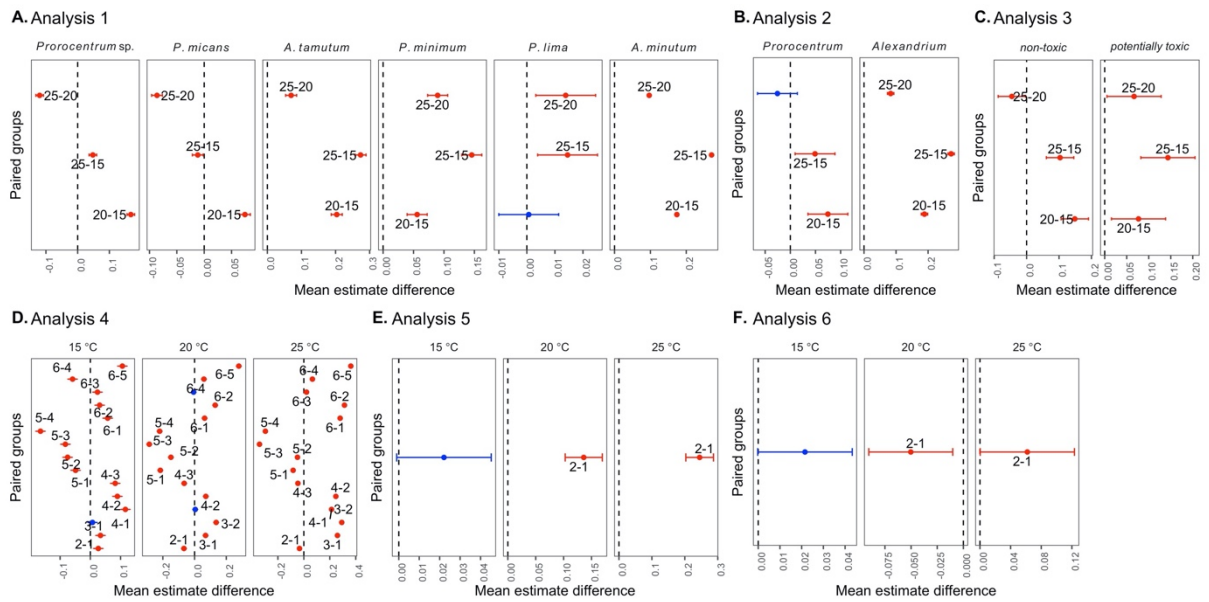 A. Analysis 1
Prorocentrum sp.
P. micans
A. tamutum
P. minimum
P. lima
A. minutum
Paired groups
25-20
25-15
20-15
25-20
25-15
20-15
25-20
25-15
20-15
25-20
25-15
20-15
25-20
25-15
25-20
25-15
20-15
-0.1 0.0 0.1
-0.10 -0.05 0.00 0.05
0.0 0.1 0.2 0.3
0.00 0.05 0.10 0.15
0.00 0.01 0.02
0.0 0.1 0.2
Mean estimate difference
B. Analysis 2
Prorocentrum
Alexandrium
Paired groups
25-15
20-15
25-20
25-15
20-15
-0.05 0.00 0.05 0.10
0.0 0.1 0.2
Mean estimate difference
C. Analysis 3
non-toxic
potentially toxic
Paired groups
25-20
25-15
20-15
25-20
25-15
20-15
-0.1 0.0 0.1 0.2
0.00 0.05 0.10 0.15 0.20
Mean estimate difference
D. Analysis 4
15 °C
20 °C
25 °C
Paired groups
6-4
6-5
6-3
6-2
6-1
5-4
5-3
5-2
5-1
4-3
4-2
3-1
4-1
2-1
6-5
6-4
6-2
6-1
5-4
5-3
5-2
5-1
4-3
4-2
3-2
3-1
2-1
6-4
6-5
6-3
6-2
6-1
5-4
5-3
5-2
5-1
4-3
4-2
3-2
4-1
3-1
2-1
-0.1 0.0 0.1
-0.2 0.0 0.2
-0.2 0.0 0.2 0.4
Mean estimate difference
E. Analysis 5
15 °C
20 °C
25 °C
Paired groups
2-1
2-1
0.00 0.01 0.02 0.03 0.04
0.00 0.05 0.10 0.15
0.0 0.1 0.2 0.3
Mean estimate difference
F. Analysis 6
15 °C
20 °C
25 °C
Paired groups
2-1
2-1
0.00 0.01 0.02 0.03 0.04
-0.075 -0.050 -0.025 0.000
0.00 0.04 0.08 0.12
Mean estimate difference